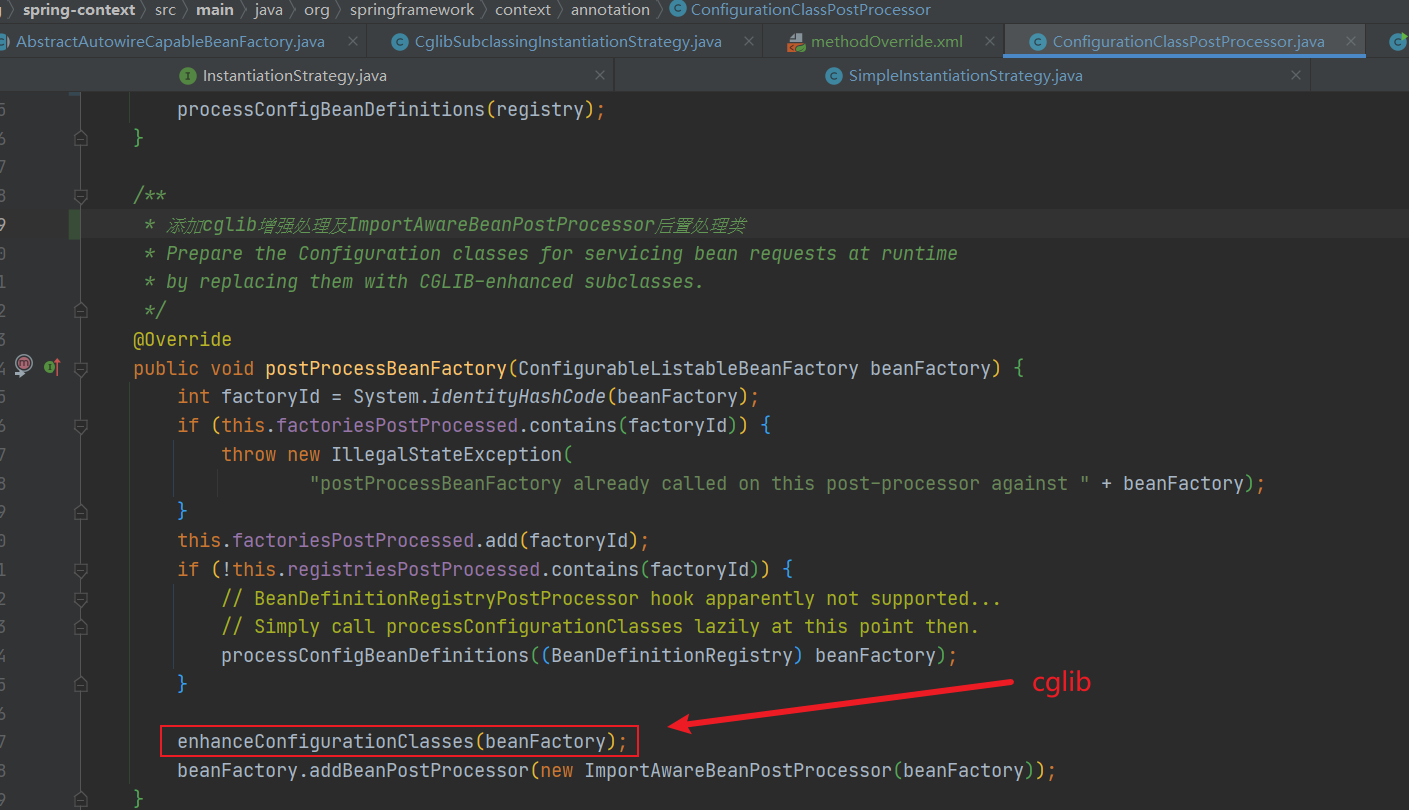 spring-context 〉 src 〉 main 〉 java 〉 org 〉 springframework 〉 context 〉 annotation 〉 ConfigurationClassPostProcessor
AbstractAutowireCapableBeanFactory.java CglibSubclassingInstantiationStrategy.java methodOverride.xml ConfigurationClassPostProcessor.java
InstantiationStrategy.java SimpleInstantiationStrategy.java
processConfigBeanDefinitions(registry);
}
/**
* 添加cglib增强处理及ImportAwareBeanPostProcessor后置处理类
* Prepare the Configuration classes for servicing bean requests at runtime
* by replacing them with CGLIB-enhanced subclasses.
*/
@Override
public void postProcessBeanFactory(ConfigurableListableBeanFactory beanFactory) {
int factoryId = System.identityHashCode(beanFactory);
if (this.factoriesPostProcessed.contains(factoryId)) {
throw new IllegalStateException(
"postProcessBeanFactory already called on this post-processor against " + beanFactory);
}
this.factoriesPostProcessed.add(factoryId);
if (!this.registriesPostProcessed.contains(factoryId)) {
// BeanDefinitionRegistryPostProcessor hook apparently not supported...
// Simply call processConfigurationClasses lazily at this point then.
processConfigBeanDefinitions((BeanDefinitionRegistry) beanFactory);
}
cglib
enhanceConfigurationClasses(beanFactory);
beanFactory.addBeanPostProcessor(new ImportAwareBeanPostProcessor(beanFactory));
}